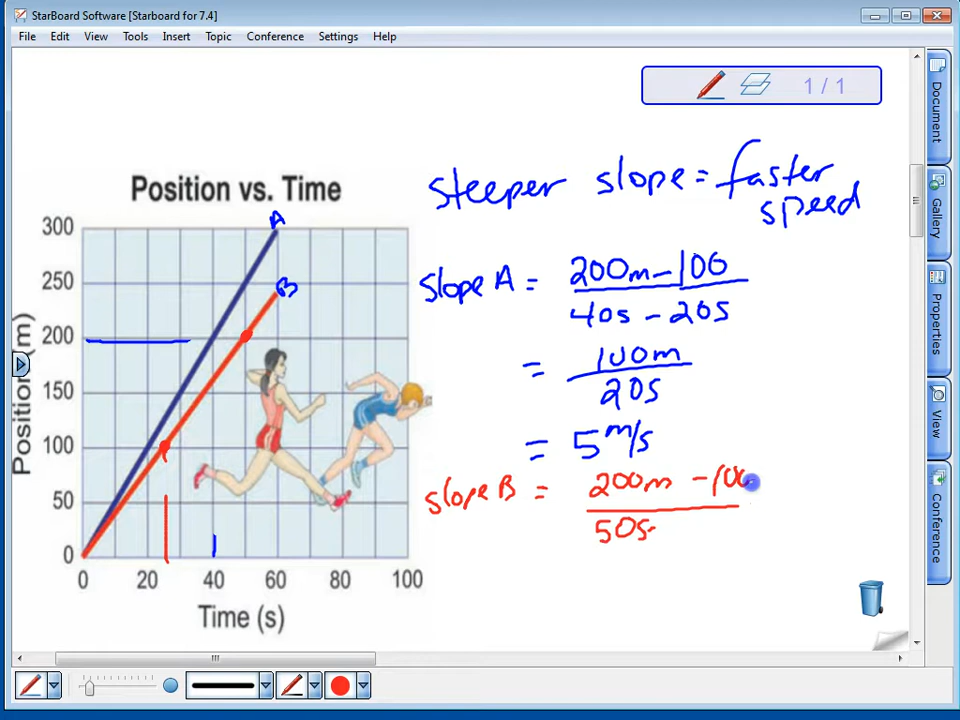 StarBoard Software [Starboard for 7.4]
File Edit View Tools Insert Topic Conference Settings Help
1 / 1
Document
Gallery
Properties
View
Conference
steeper slope = faster
speed
Position vs. Time
A
B
Position (m)
300
250
200
150
100
50
0
0 20 40 60 80 100
Time (s)
slope A = 200m - 100
40s - 20s
= 100m
20s
= 5 m/s
slope B = 200m - 100
50s-